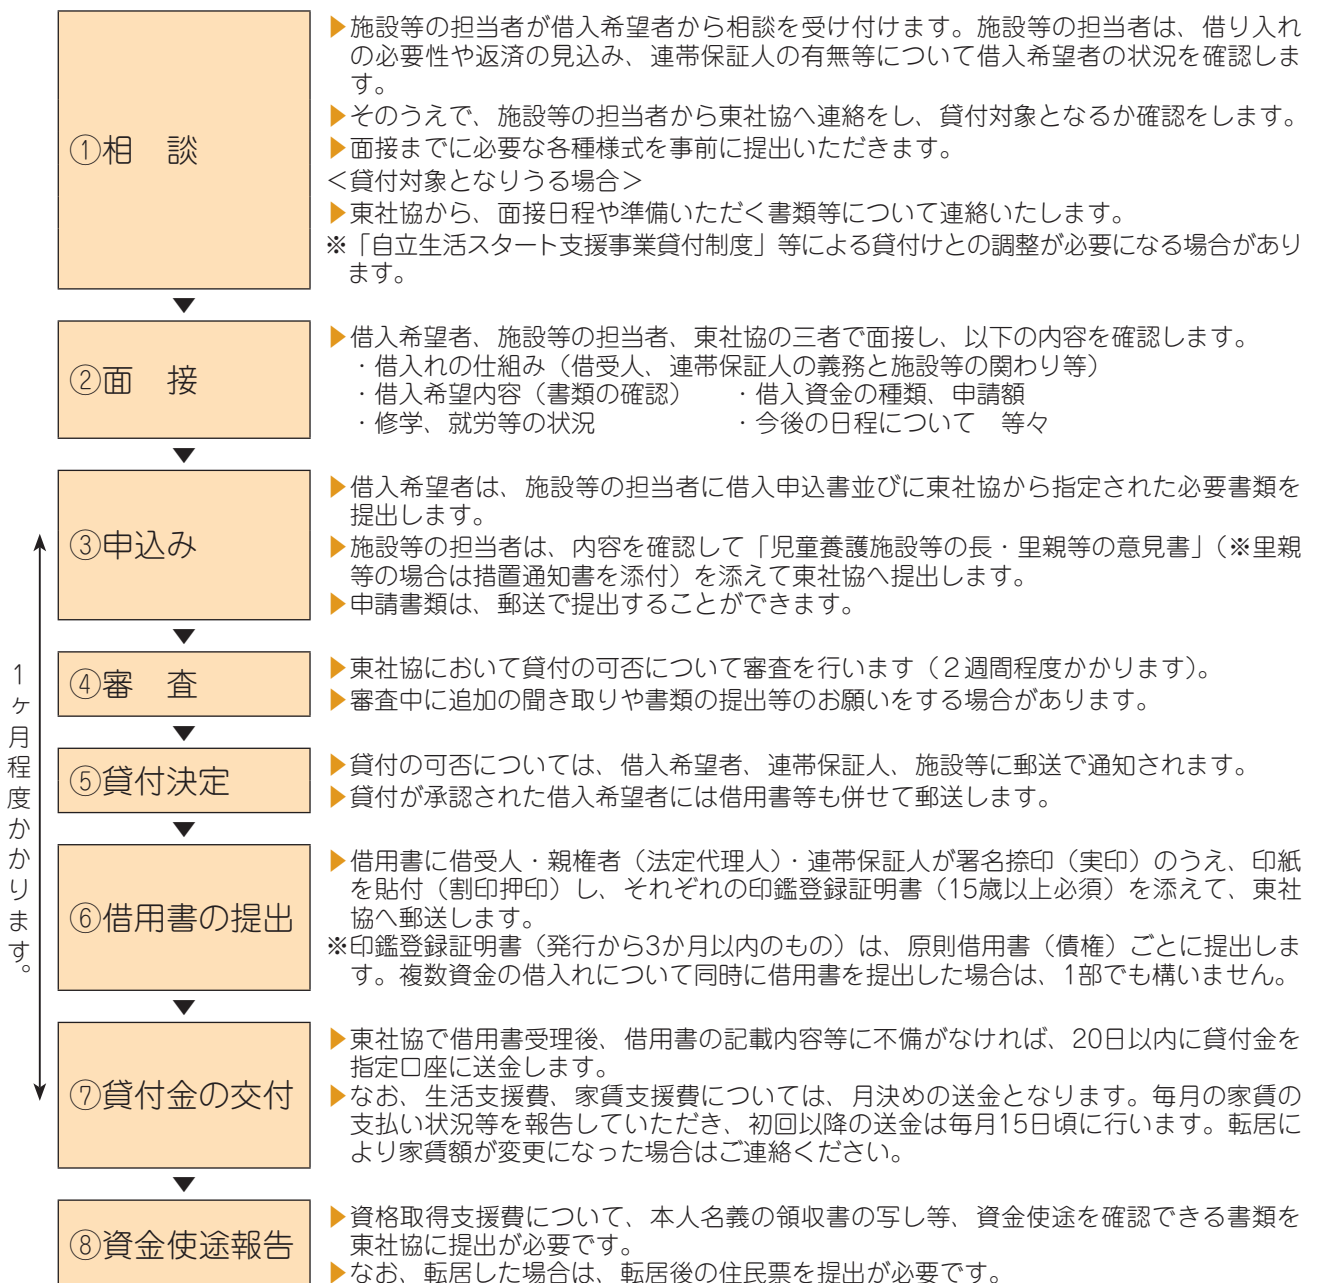 ①相　談
▶施設等の担当者が借入希望者から相談を受け付けます。施設等の担当者は、借り入れ
の必要性や返済の見込み、連帯保証人の有無等について借入希望者の状況を確認しま
す。
▶そのうえで、施設等の担当者から東社協へ連絡をし、貸付対象となるか確認をします。
▶面接までに必要な各種様式を事前に提出いただきます。
＜貸付対象となりうる場合＞
▶東社協から、面接日程や準備いただく書類等について連絡いたします。
※「自立生活スタート支援事業貸付制度」等による貸付けとの調整が必要になる場合があり
ます。
▼
②面　接
▶借入希望者、施設等の担当者、東社協の三者で面接し、以下の内容を確認します。
・借入れの仕組み（借受人、連帯保証人の義務と施設等の関わり等）
・借入希望内容（書類の確認）　・借入資金の種類、申請額
・修学、就労等の状況　・今後の日程について　等々
▼
1ヶ月程度かかります。
③申込み
▶借入希望者は、施設等の担当者に借入申込書並びに東社協から指定された必要書類を
提出します。
▶施設等の担当者は、内容を確認して「児童養護施設等の長・里親等の意見書」（※里親
等の場合は措置通知書を添付）を添えて東社協へ提出します。
▶申請書類は、郵送で提出することができます。
▼
④審　査
▶東社協において貸付の可否について審査を行います（２週間程度かかります）。
▶審査中に追加の聞き取りや書類の提出等のお願いをする場合があります。
▼
⑤貸付決定
▶貸付の可否については、借入希望者、連帯保証人、施設等に郵送で通知されます。
▶貸付が承認された借入希望者には借用書等も併せて郵送します。
▼
⑥借用書の提出
▶借用書に借受人・親権者（法定代理人）・連帯保証人が署名捺印（実印）のうえ、印紙
を貼付（割印押印）し、それぞれの印鑑登録証明書（15歳以上必須）を添えて、東社
協へ郵送します。
※印鑑登録証明書（発行から3か月以内のもの）は、原則借用書（債権）ごとに提出しま
す。複数資金の借入れについて同時に借用書を提出した場合は、1部でも構いません。
▼
⑦貸付金の交付
▶東社協で借用書受理後、借用書の記載内容等に不備がなければ、20日以内に貸付金を
指定口座に送金します。
▶なお、生活支援費、家賃支援費については、月決めの送金となります。毎月の家賃の
支払い状況等を報告していただき、初回以降の送金は毎月15日頃に行います。転居に
より家賃額が変更になった場合はご連絡ください。
▼
⑧資金使途報告
▶資格取得支援費について、本人名義の領収書の写し等、資金使途を確認できる書類を
東社協に提出が必要です。
▶なお、転居した場合は、転居後の住民票を提出が必要です。